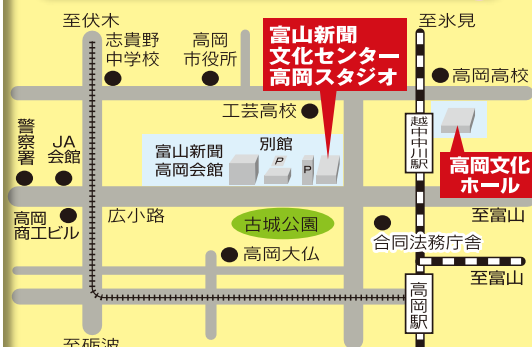 至伏木
至氷見
志貴野
中学校
高岡
市役所
富山新聞
文化センター
高岡スタジオ
高岡高校
工芸高校
越中中川駅
警察署
JA
会館
富山新聞
高岡会館
別館
P
P
高岡文化
ホール
高岡
商工ビル
広小路
古城公園
至富山
合同法務庁舎
高岡大仏
至富山
高岡駅
至砺波